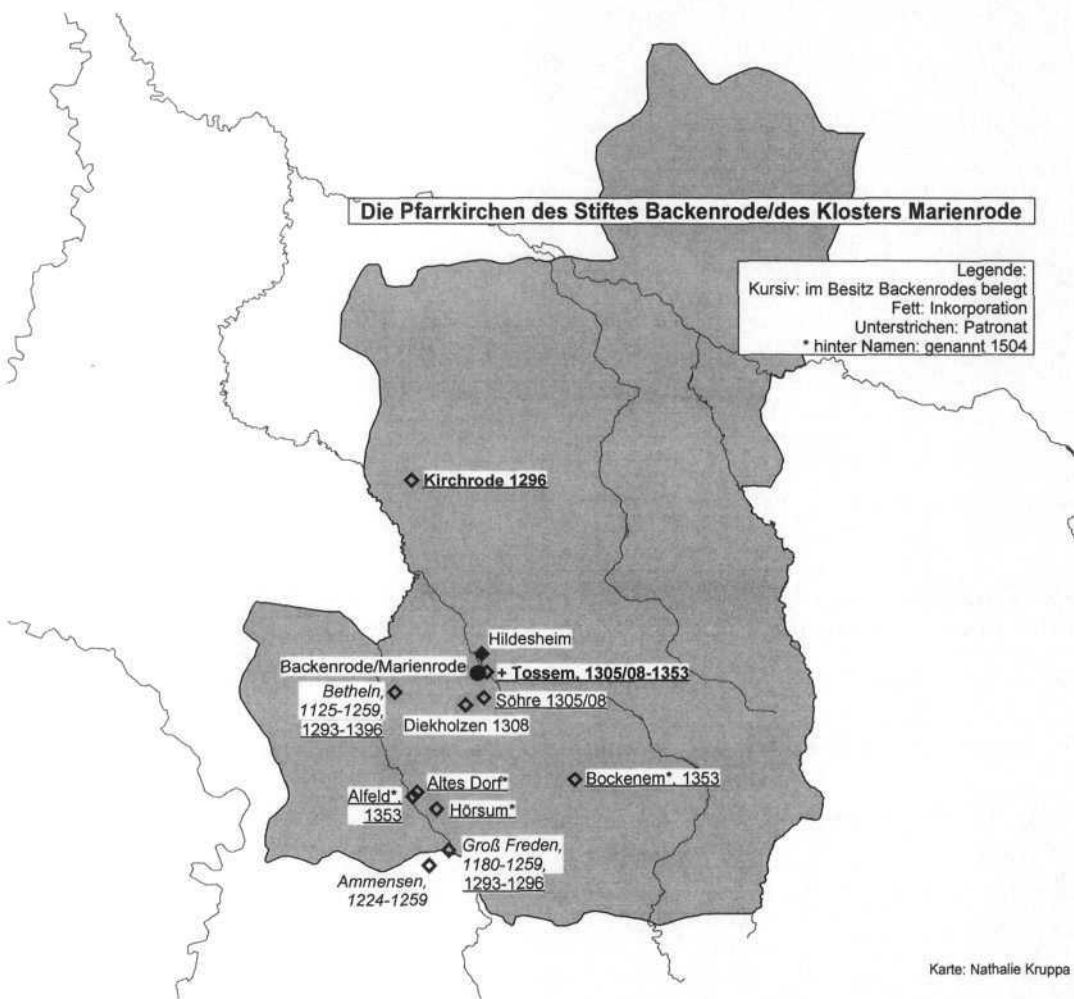 Die Pfarrkirchen des Stiftes Backenrode/des Klosters Marienrode
Legende:
Kursiv: im Besitz Backenrodes belegt
Fett: Inkorporation
Unterstrichen: Patronat
* hinter Namen: genannt 1504
Kirchrode 1296
Hildesheim
Backenrode/Marienrode
+ Tossem, 1305/08-1353
Betheln,
1125-1259,
1293-1396
Söhre 1305/08
Diekholzen 1308
Bockenem*, 1353
Altes Dorf*
Alfeld*,
1353
Hörsum*
Groß Freden,
1180-1259,
1293-1296
Ammensen,
1224-1259
Karte: Nathalie Kruppa